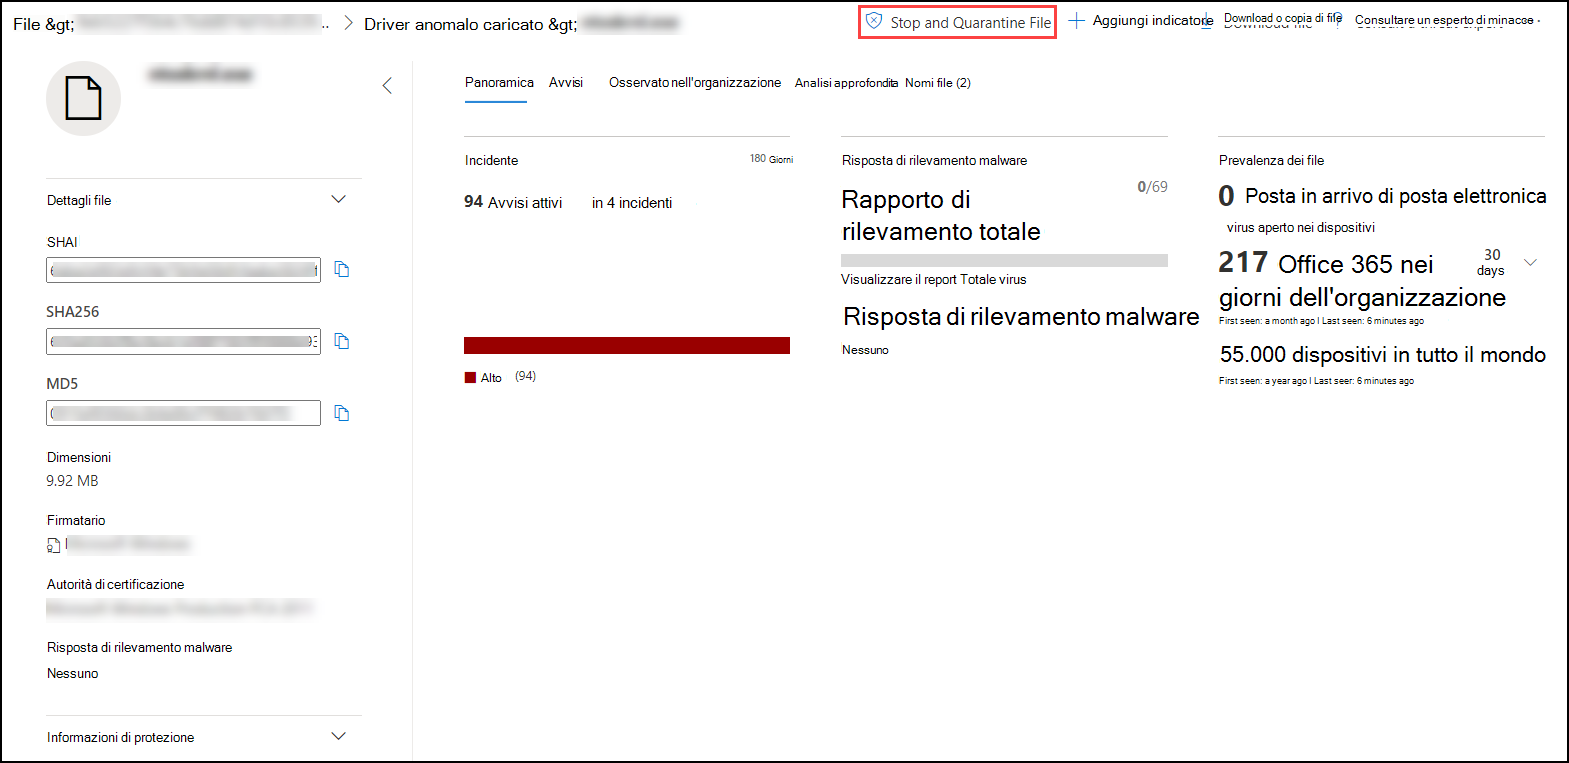 File &gt; .. Driver anomalo caricato &gt;
Stop and Quarantine File
Aggiungi indicatore
Download o copia di file
Consultare un esperto di minacce ·
Panoramica Avvisi Osservato nell'organizzazione Analisi approfondita Nomi file (2)
Dettagli file
SHAI
SHA256
MD5
Dimensioni
9.92 MB
Firmatario
Autorità di certificazione
Risposta di rilevamento malware
Nessuno
Informazioni di protezione
Incidente 180 Giorni
94 Avvisi attivi in 4 incidenti
Alto (94)
Risposta di rilevamento malware
0/69
Rapporto di
rilevamento totale
Visualizzare il report Totale virus
Risposta di rilevamento malware
Nessuno
Prevalenza dei file
0 Posta in arrivo di posta elettronica
virus aperto nei dispositivi
217 Office 365 nei
30
days
giorni dell'organizzazione
First seen: a month ago l Last seen: 6 minutes ago
55.000 dispositivi in tutto il mondo
First seen: a year ago l Last seer: 6 minutes ago